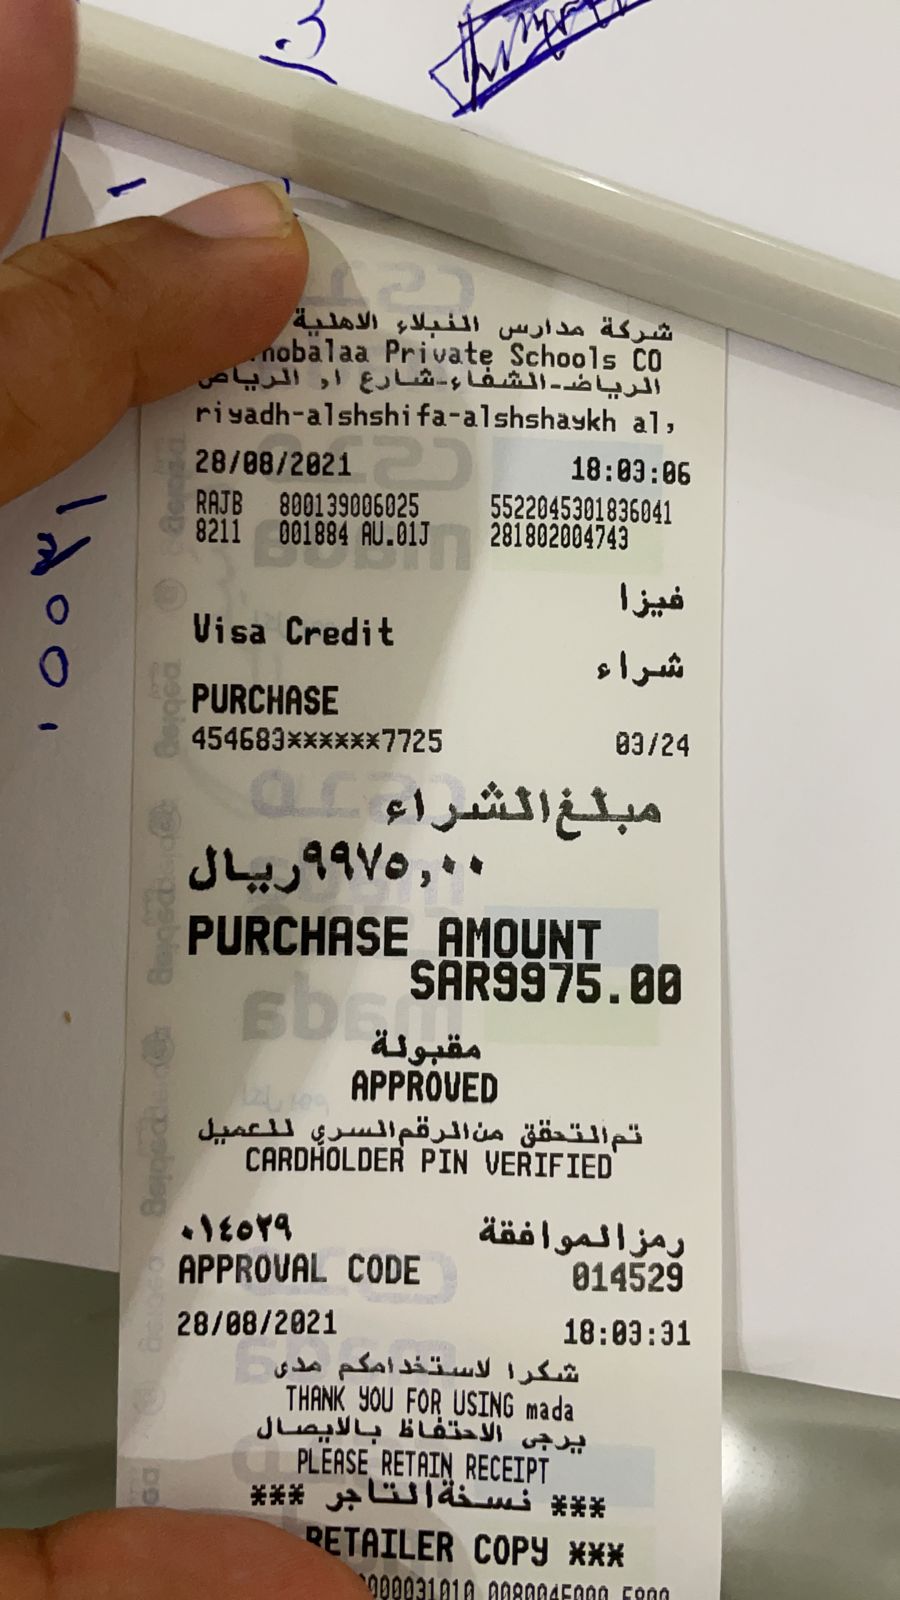 شركة مدارس النبلاء الاهلية
nobalaa Private Schools CO
الرياض-الشفاء-شارع ا, الرياض
riyadh-alshshifa-alshshaykh al,
28/08/2021 18:03:06
RAJB 800139006025 5522045301836041
8211 001884 AU.01J 281802004743
فيزا
Visa Credit
شراء
PURCHASE
454683******7725 03/24
مبلغ الشراء
٩٩٧٥,٠٠ ريال
PURCHASE AMOUNT
SAR9975.00
مقبولة
APPROVED
تم التحقق من الرقم السري للعميل
CARDHOLDER PIN VERIFIED
رمز الموافقة ٠١٤٥٢٩
APPROVAL CODE 014529
28/08/2021 18:03:31
شكرا لاستخدامكم مدى
THANK YOU FOR USING mada
يرجى الاحتفاظ بالايصال
PLEASE RETAIN RECEIPT
*** نسخة التاجر ***
RETAILER COPY ***